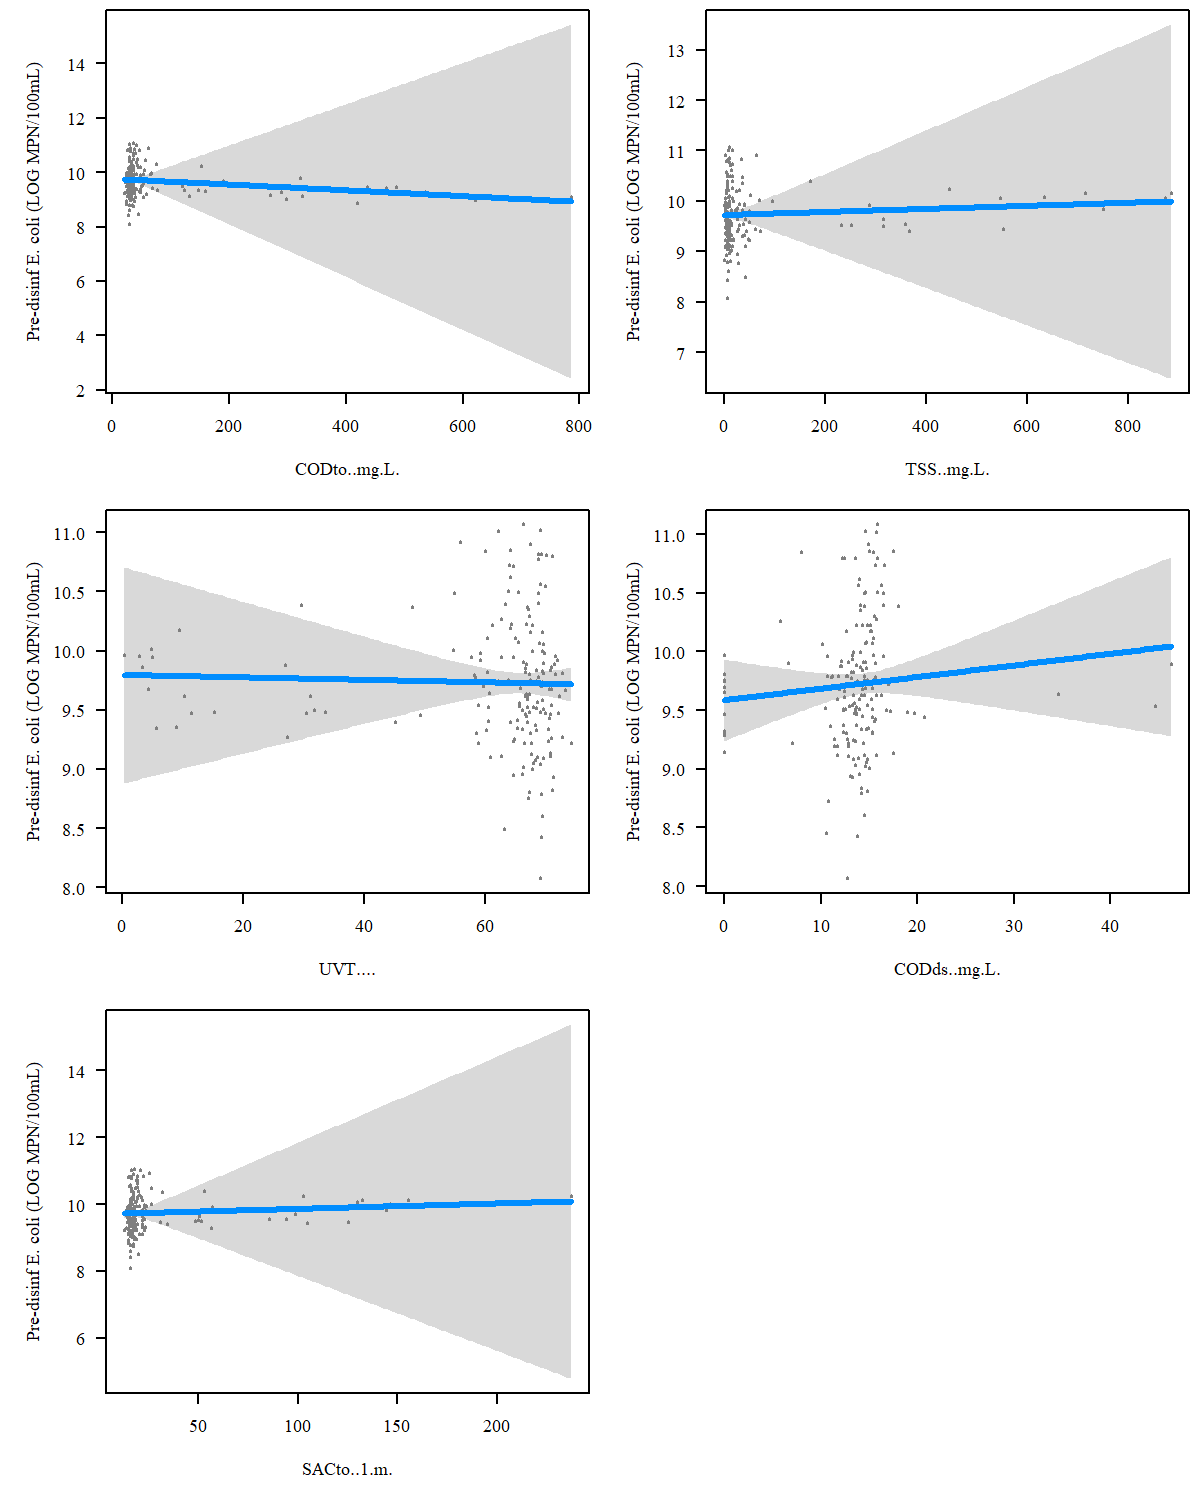 Pre-disinf E. coli (LOG MPN/100mL)
14
12
10
8
6
4
2
0 200 400 600 800
CODto..mg.L.
Pre-disinf E. coli (LOG MPN/100mL)
13
12
11
10
9
8
7
0 200 400 600 800
TSS..mg.L.
Pre-disinf E. coli (LOG MPN/100mL)
11.0
10.5
10.0
9.5
9.0
8.5
8.0
0 20 40 60
UVT....
Pre-disinf E. coli (LOG MPN/100mL)
11.0
10.5
10.0
9.5
9.0
8.5
8.0
0 10 20 30 40
CODds..mg.L.
Pre-disinf E. coli (LOG MPN/100mL)
14
12
10
8
6
50 100 150 200
SACto..1.m.